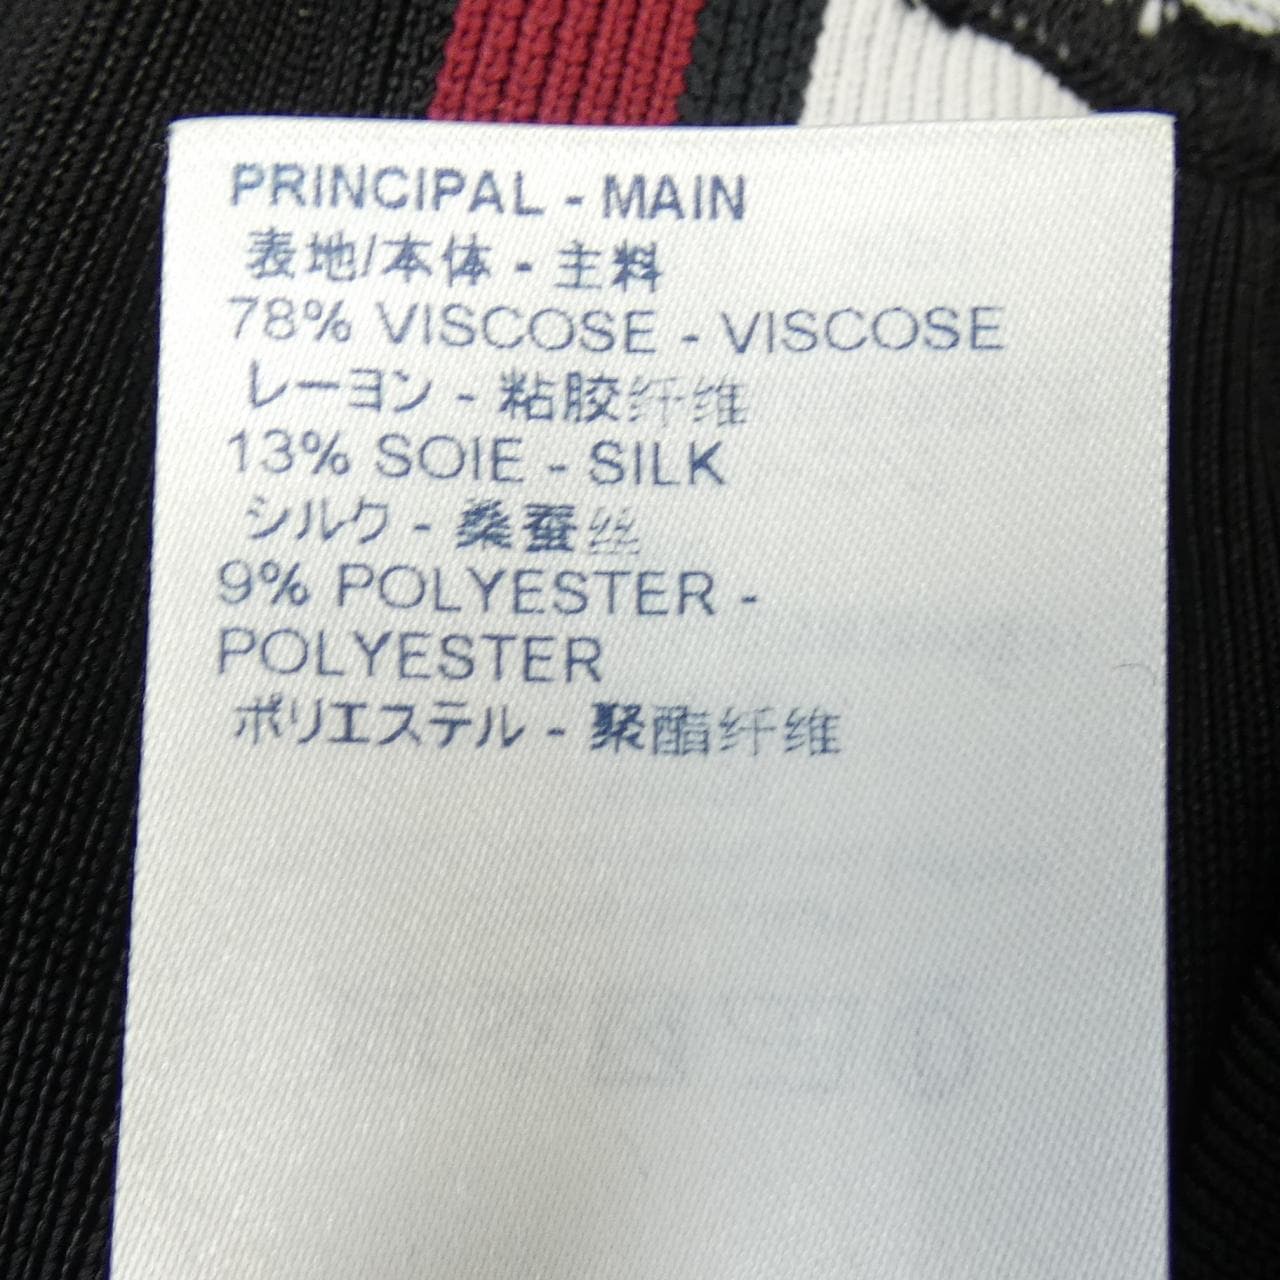 PRINCIPAL - MAIN
表地/本体 - 主料
78% VISCOSE - VISCOSE
レーヨン - 粘胶纤维
13% SOIE - SILK
シルク - 桑蚕丝
9% POLYESTER -
POLYESTER
ポリエステル - 聚酯纤维